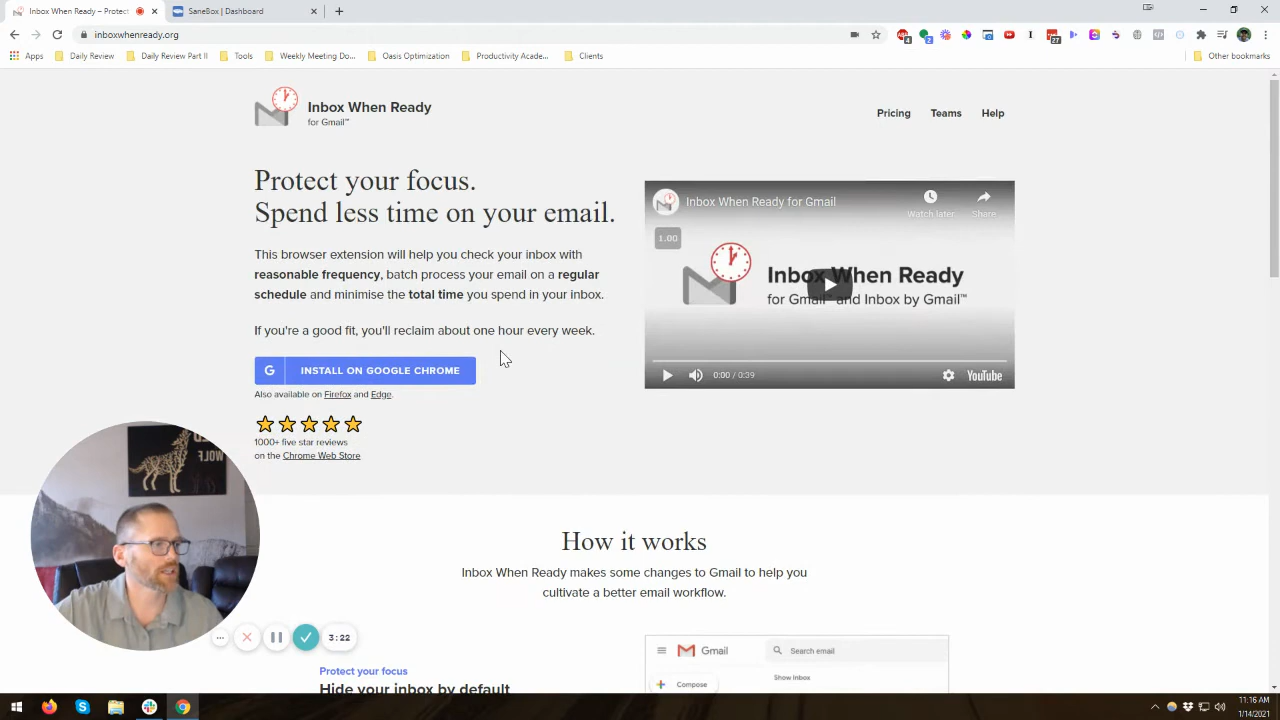 Inbox When Ready – Protect
SaneBox | Dashboard
inboxwhenready.org
4
2
27
Apps
Daily Review
Daily Review Part II
Tools
Weekly Meeting Do...
Oasis Optimization
Productivity Acade...
Clients
Other bookmarks
Inbox When Ready
for Gmail™
Pricing
Teams
Help
Protect your focus.
Spend less time on your email.
This browser extension will help you check your inbox with
reasonable frequency, batch process your email on a regular
schedule and minimise the total time you spend in your inbox.
If you're a good fit, you'll reclaim about one hour every week.
G
INSTALL ON GOOGLE CHROME
Also available on Firefox and Edge.
1000+ five star reviews
on the Chrome Web Store
Inbox When Ready for Gmail
Watch later
Share
1.00
Inbox When Ready
for Gmail™ and Inbox by Gmail™
0:00 / 0:39
YouTube
WOLF
How it works
Inbox When Ready makes some changes to Gmail to help you
cultivate a better email workflow.
3:22
Protect your focus
Hide your inbox by default
Gmail
Search email
Compose
Show Inbox
11:16 AM
1/14/2021